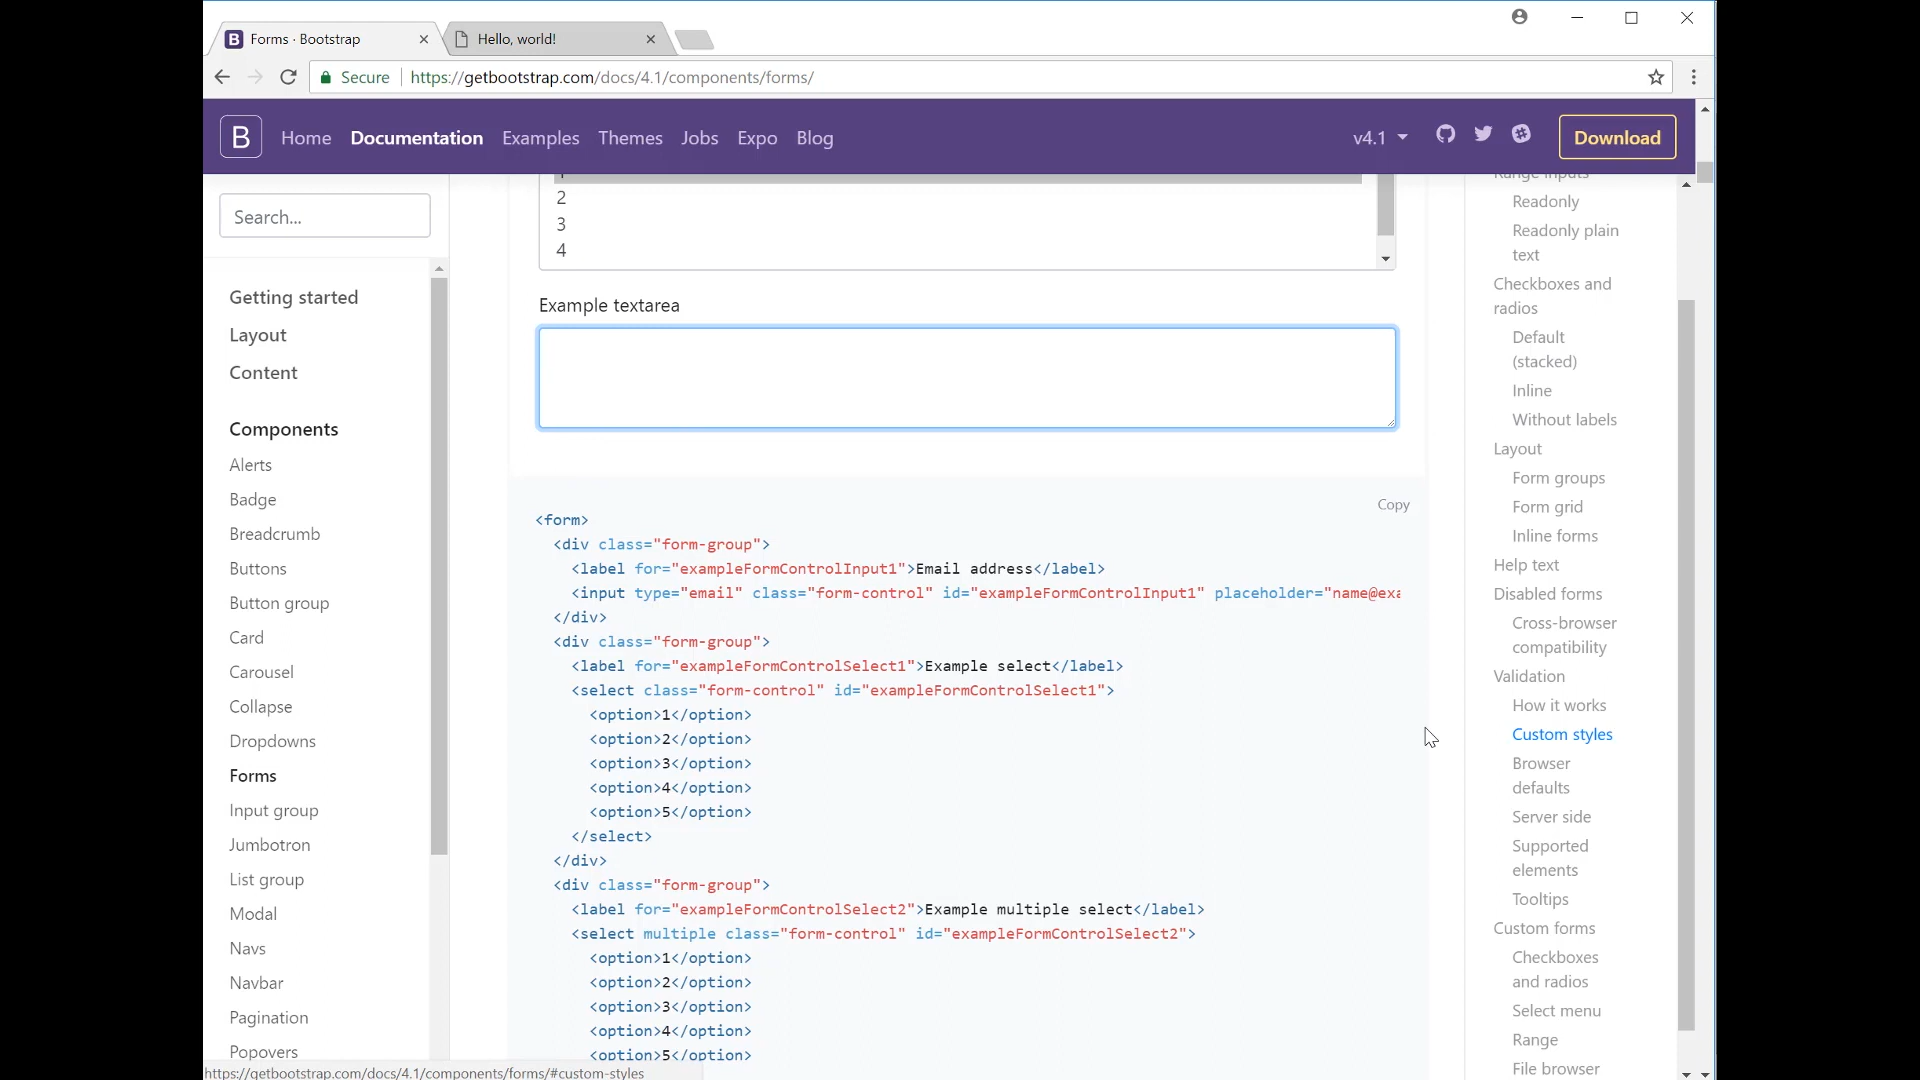 Forms · Bootstrap
Hello, world!
Secure
https://getbootstrap.com/docs/4.1/components/forms/
B
Home
Documentation
Examples
Themes
Jobs
Expo
Blog
v4.1
Download
Search...
Getting started
Layout
Content
Components
Alerts
Badge
Breadcrumb
Buttons
Button group
Card
Carousel
Collapse
Dropdowns
Forms
Input group
Jumbotron
List group
Modal
Navs
Navbar
Pagination
Popovers
2
3
4
Example textarea
Copy
<form>
<div class="form-group">
<label for="exampleFormControlInput1">Email address</label>
<input type="email" class="form-control" id="exampleFormControlInput1" placeholder="name@exa
</div>
<div class="form-group">
<label for="exampleFormControlSelect1">Example select</label>
<select class="form-control" id="exampleFormControlSelect1">
<option>1</option>
<option>2</option>
<option>3</option>
<option>4</option>
<option>5</option>
</select>
</div>
<div class="form-group">
<label for="exampleFormControlSelect2">Example multiple select</label>
<select multiple class="form-control" id="exampleFormControlSelect2">
<option>1</option>
<option>2</option>
<option>3</option>
<option>4</option>
<option>5</option>
Range Inputs
Readonly
Readonly plain
text
Checkboxes and
radios
Default
(stacked)
Inline
Without labels
Layout
Form groups
Form grid
Inline forms
Help text
Disabled forms
Cross-browser
compatibility
Validation
How it works
Custom styles
Browser
defaults
Server side
Supported
elements
Tooltips
Custom forms
Checkboxes
and radios
Select menu
Range
File browser
https://getbootstrap.com/docs/4.1/components/forms/#custom-styles